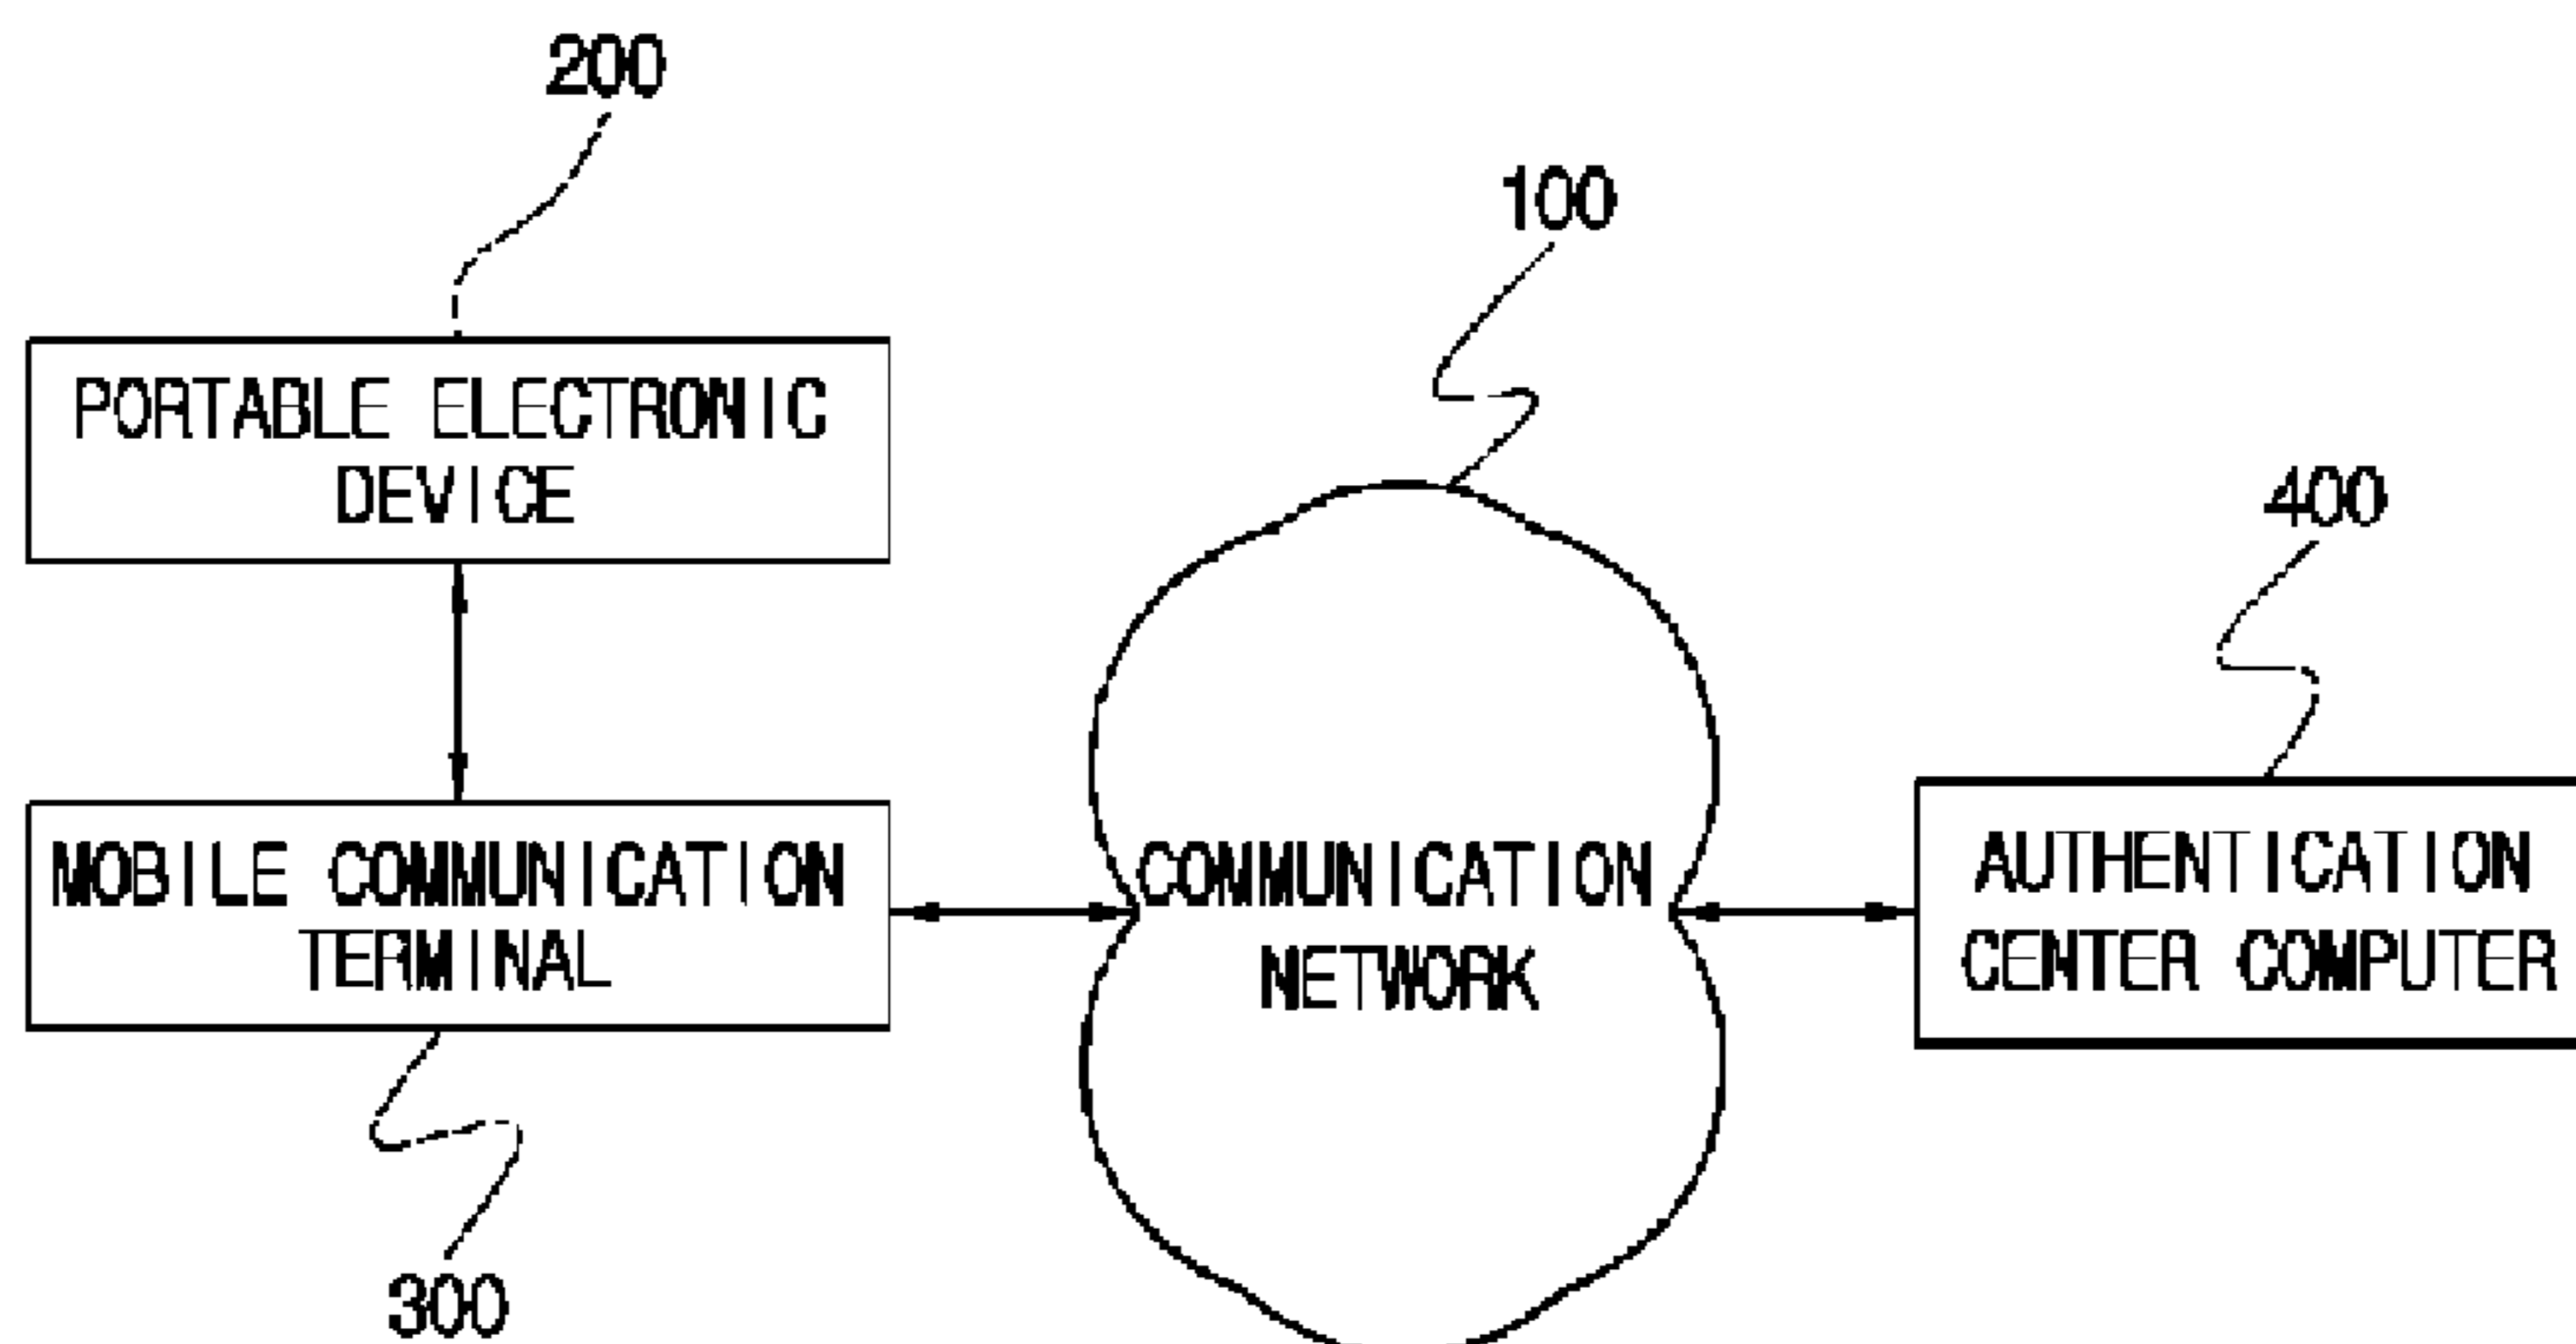 200
100
PORTABLE ELECTRONIC
DEVICE
400
MOBILE COMMUNICATION
TERMINAL
COMMUNICATION
NETWORK
AUTHENTICATION
CENTER COMPUTER
300